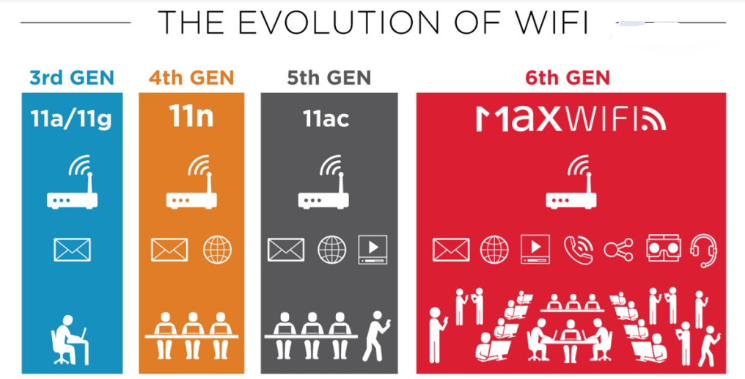 THE EVOLUTION OF WIFI
3rd GEN
4th GEN
5th GEN
6th GEN
11a/11g
11n
11ac
MaxWIFI